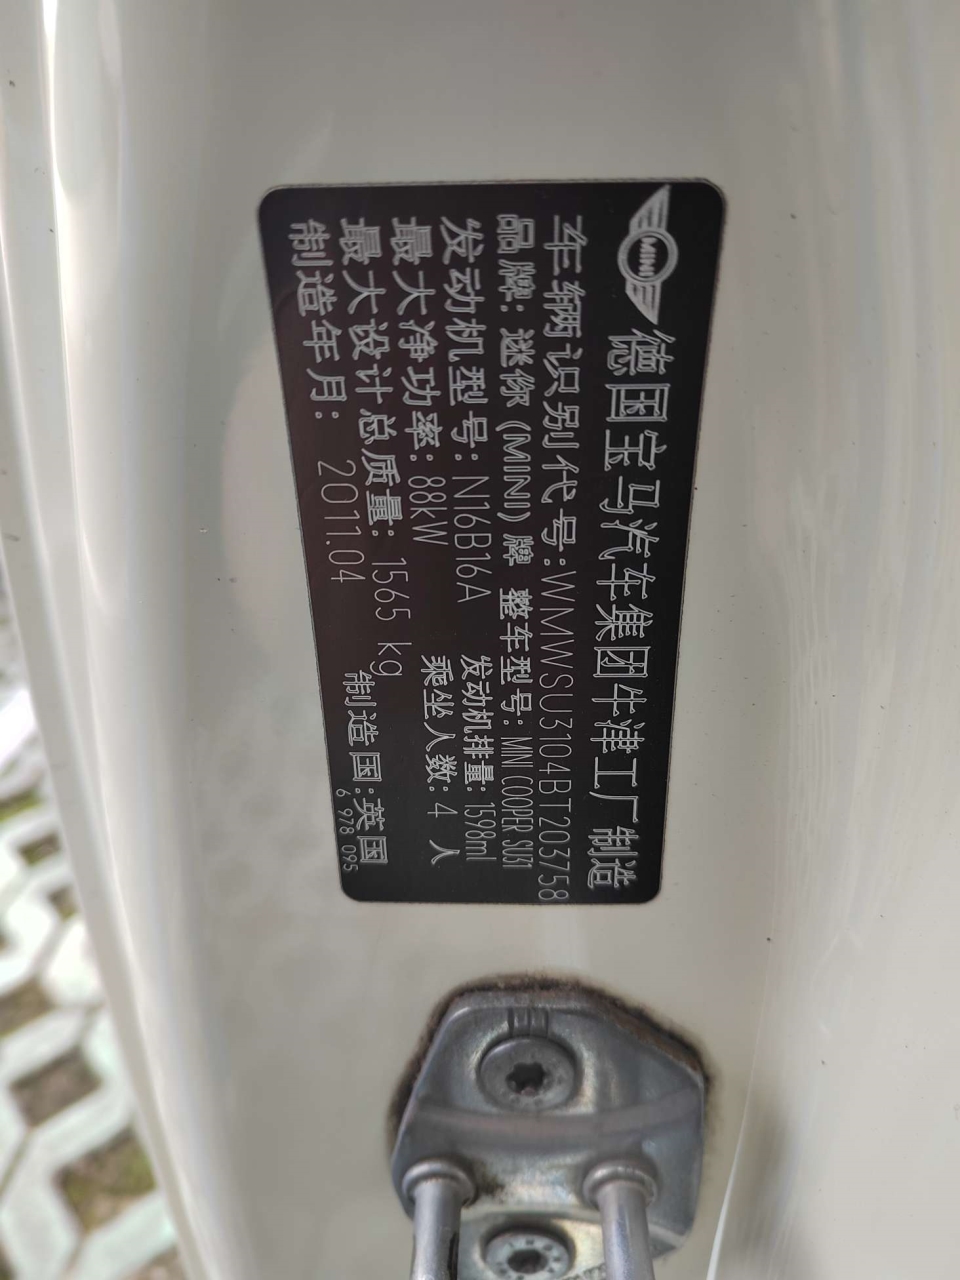 MINI
德国宝马汽车集团牛津工厂制造
车辆识别代号:WMWSU3104BT203758
品牌: 迷你 (MINI) 牌 整车型号: MINI COOPER SU31
发动机型号: N16B16A 发动机排量: 1598ml
最大净功率: 88kW 乘坐人数: 4 人
最大设计总质量: 1565 kg
制造年月: 2011.04 制造国:英国
6 978 095